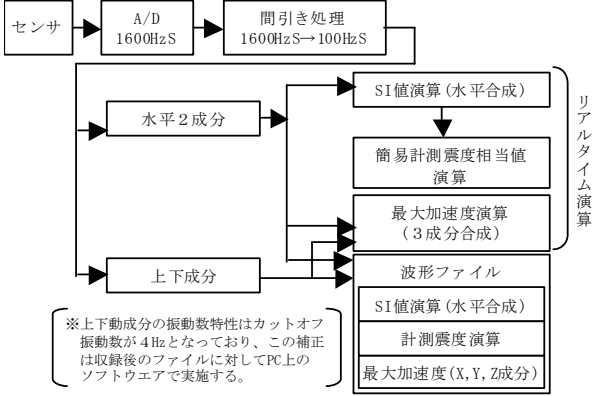 センサ
A/D
1600HzS
間引き処理
1600HzS→100HzS
水平2成分
上下成分
SI値演算(水平合成)
簡易計測震度相当値
演算
最大加速度演算
(3成分合成)
リアルタイム演算
波形ファイル
SI値演算(水平合成)
計測震度演算
最大加速度(X,Y,Z成分)
※上下動成分の振動数特性はカットオフ
振動数が4Hzとなっており、この補正
は収録後のファイルに対してPC上の
ソフトウエアで実施する。